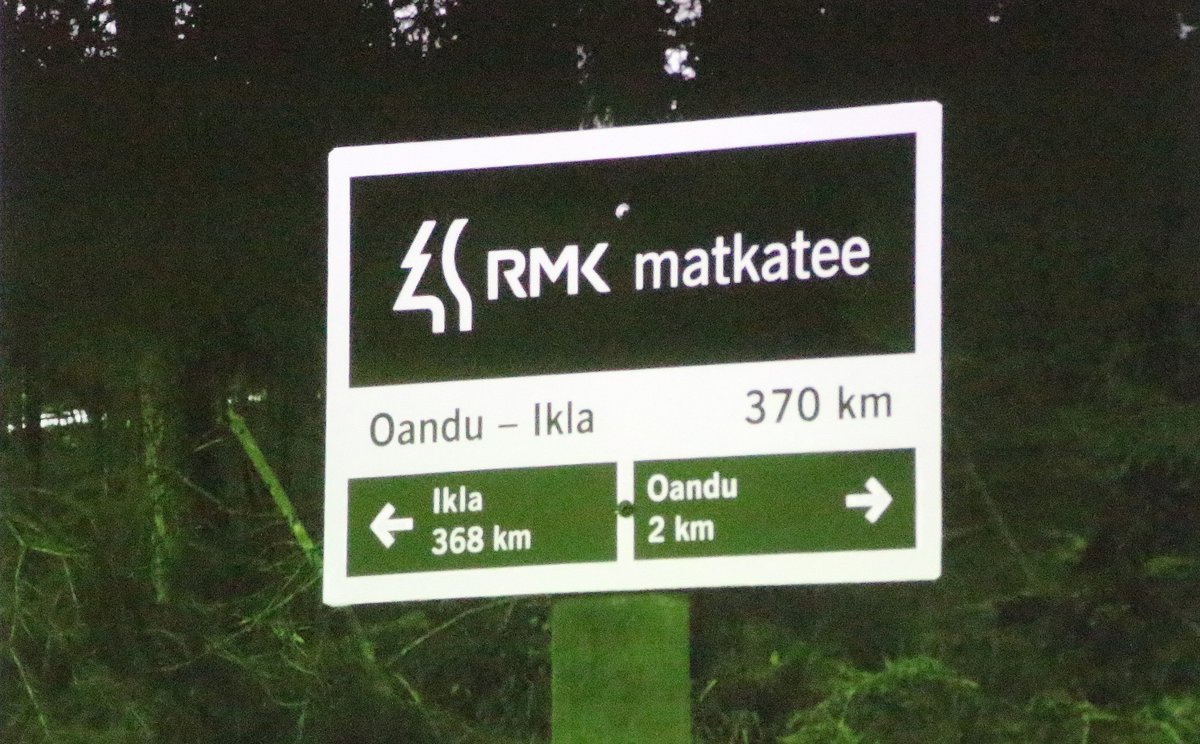 RMK matkatee
Oandu – Ikla 370 km
Ikla
368 km
Oandu
2 km